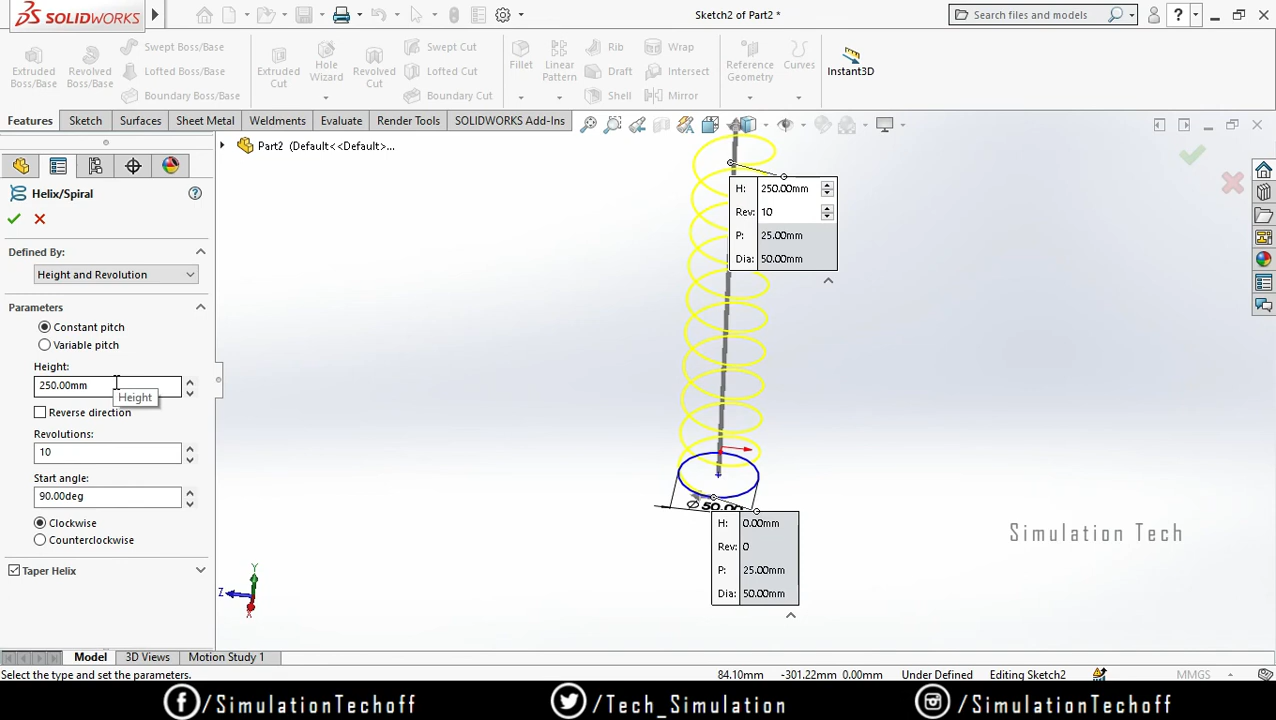 SOLIDWORKS
Sketch2 of Part2 *
Search files and models
?
Extruded Boss/Base
Revolved Boss/Base
Swept Boss/Base
Lofted Boss/Base
Boundary Boss/Base
Extruded Cut
Hole Wizard
Revolved Cut
Swept Cut
Lofted Cut
Boundary Cut
Fillet
Linear Pattern
Rib
Draft
Shell
Wrap
Intersect
Mirror
Reference Geometry
Curves
Instant3D
Features
Sketch
Surfaces
Sheet Metal
Weldments
Evaluate
Render Tools
SOLIDWORKS Add-Ins
Part2 (Default<<Default>...
Helix/Spiral
?
Defined By:
Height and Revolution
Parameters
Constant pitch
Variable pitch
Height:
250.00mm
Height
Reverse direction
Revolutions:
10
Start angle:
90.00deg
Clockwise
Counterclockwise
Taper Helix
H: 250.00mm
Rev: 10
P: 25.00mm
Dia: 50.00mm
H: 0.00mm
Rev: 0
P: 25.00mm
Dia: 50.00mm
Simulation Tech
Y
Z
X
Model
3D Views
Motion Study 1
Select the type and set the parameters.
84.10mm
-301.22mm
0.00mm
Under Defined
Editing Sketch2
MMGS
/SimulationTechoff
/Tech_Simulation
/SimulationTechoff